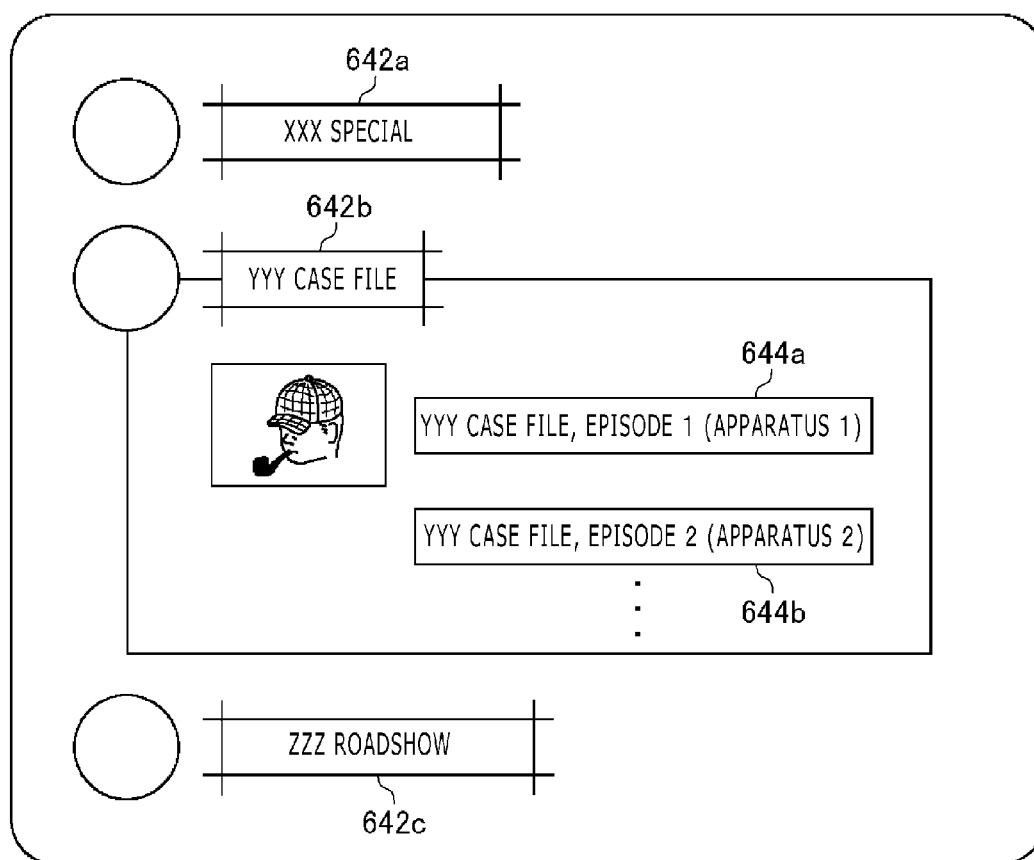 642a
XXX SPECIAL
642b
YYY CASE FILE
644a
YYY CASE FILE, EPISODE 1 (APPARATUS 1)
YYY CASE FILE, EPISODE 2 (APPARATUS 2)
644b
ZZZ ROADSHOW
642c